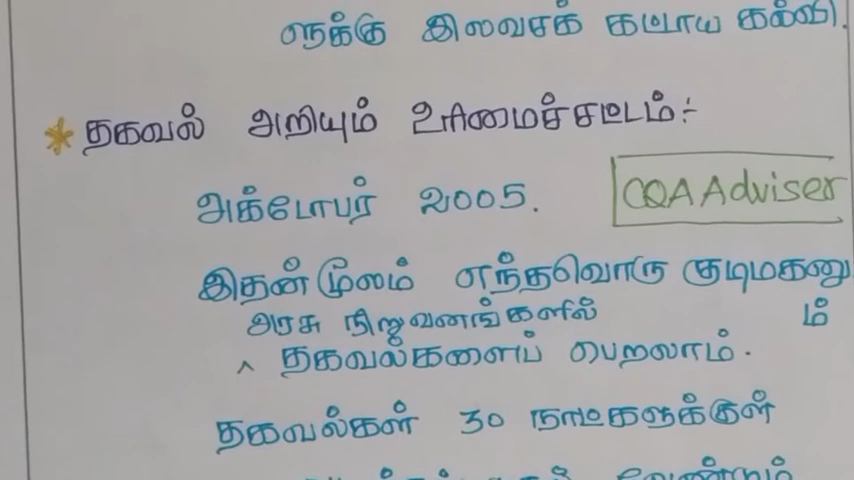 ளுக்கு இலவசக் கட்டாய கல்வி.
* தகவல் அறியும் உரிமைச்சட்டம்:-
அக்டோபர் 2005.
CQA Adviser
இதன் மூலம் எந்தவொரு குடிமகனு
ம்
அரசு நிறுவனங்களில்
^ தகவல்களைப் பெறலாம்.
தகவல்கள் 30 நாட்களுக்குள்
வேண்டும்